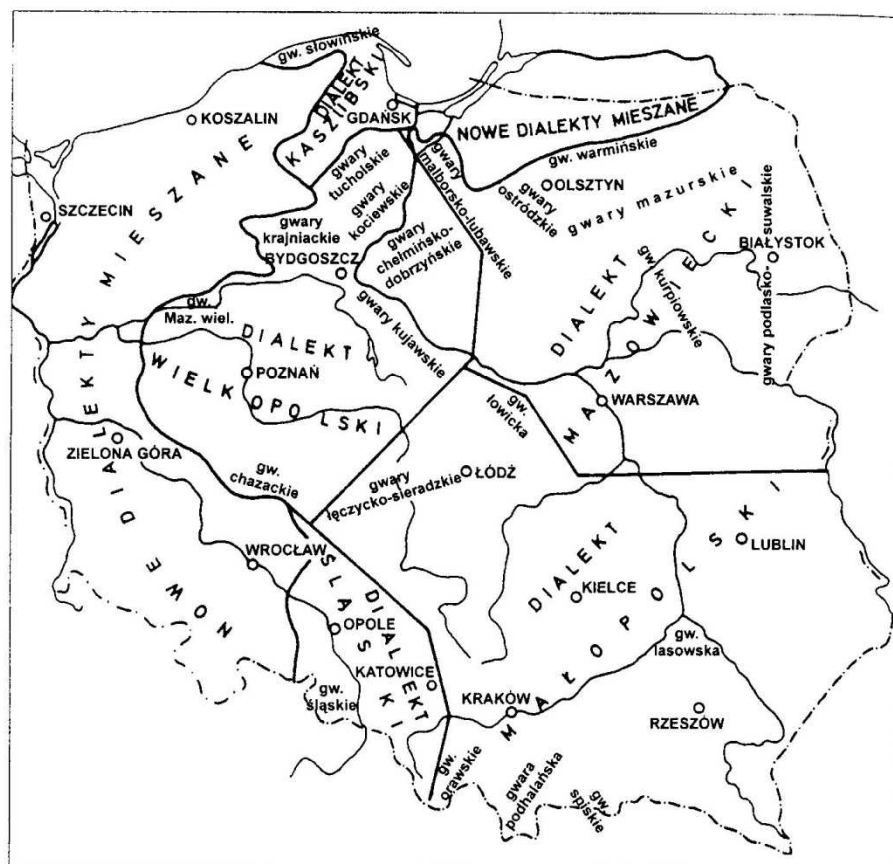 gw. słowińskie
DIALEKT
KASZUBSKI
KOSZALIN
GDAŃSK
NOWE DIALEKTY MIESZANE
gw. warmińskie
gwary
tucholskie
gwary
kociewskie
gwary
malborsko-lubawskie
gwary
ostródzkie
OLSZTYN
gwary mazurskie
SZCZECIN
gwary
krajniackie
BYDGOSZCZ
gwary
chełmińsko-
dobrzyńskie
BIAŁYSTOK
gwary podlasko-suwalskie
gw. kurpiowskie
DIALEKT
MAZOWIECKI
gw.
Maz. wiel.
gwary kujawskie
DIALEKT
WIELKOPOLSKI
POZNAŃ
NOWE DIALEKTY MIESZANE
gw.
łowicka
WARSZAWA
ZIELONA GÓRA
gw.
chazackie
gwary
łęczycko-sieradzkie
ŁÓDŹ
WROCŁAW
DIALEKT
ŚLĄSKI
LUBLIN
DIALEKT
MAŁOPOLSKI
KIELCE
OPOLE
gw.
śląskie
KATOWICE
KRAKÓW
gw.
lasowska
RZESZÓW
gw.
orawskie
gwara
podhalańska
gw.
spiskie